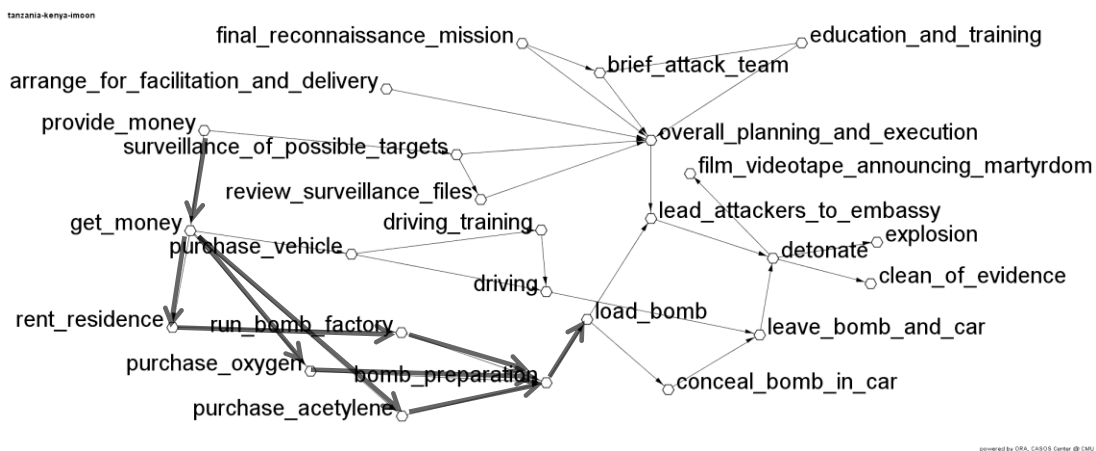 tanzania-kenya-imoon
final_reconnaissance_mission
education_and_training
brief_attack_team
arrange_for_facilitation_and_delivery
provide_money
overall_planning_and_execution
surveillance_of_possible_targets
film_videotape_announcing_martyrdom
review_surveillance_files
lead_attackers_to_embassy
get_money
driving_training
explosion
purchase_vehicle
detonate
clean_of_evidence
driving
rent_residence
run_bomb_factory
load_bomb
leave_bomb_and_car
purchase_oxygen
bomb_preparation
conceal_bomb_in_car
purchase_acetylene
powered by ORA, CASOS Center @ CMU